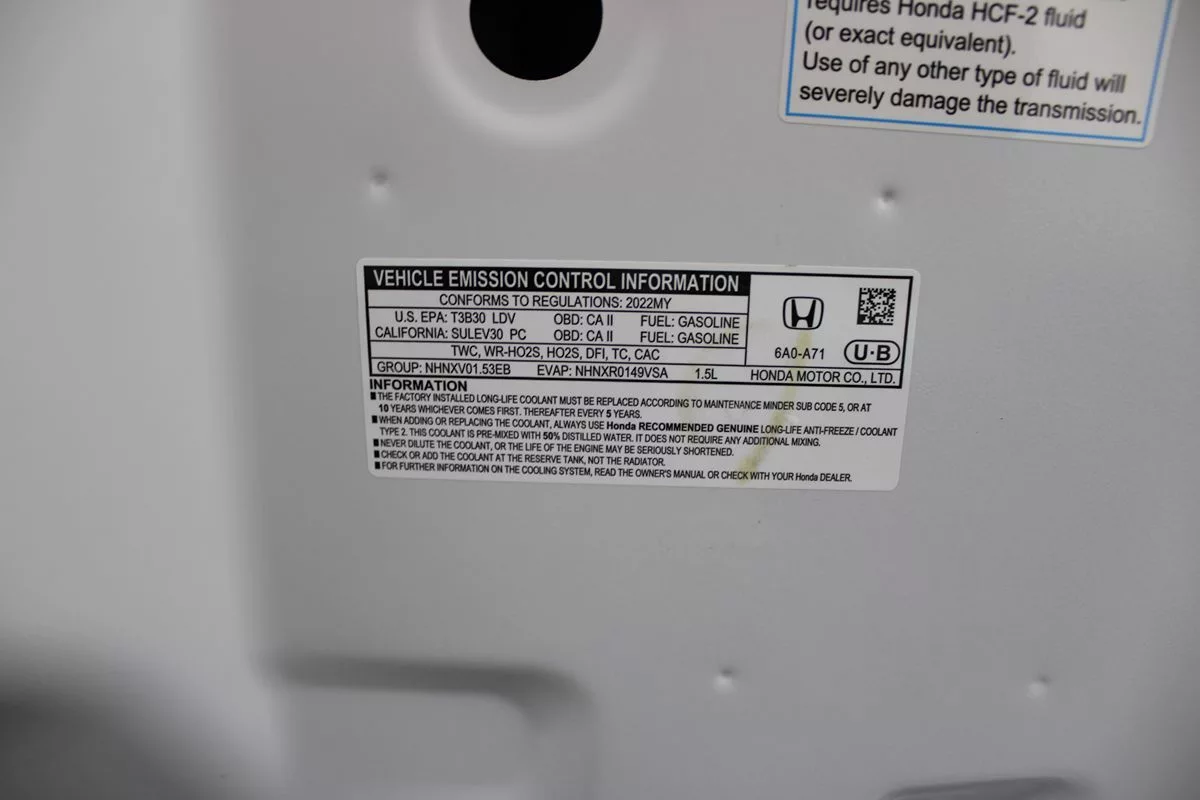 requires Honda HCF-2 fluid
(or exact equivalent).
Use of any other type of fluid will
severely damage the transmission.
VEHICLE EMISSION CONTROL INFORMATION
CONFORMS TO REGULATIONS: 2022MY
U.S. EPA: T3B30 LDV OBD: CA II FUEL: GASOLINE
CALIFORNIA: SULEV30 PC OBD: CA II FUEL: GASOLINE
TWC, WR-HO2S, HO2S, DFI, TC, CAC
6A0-A71 U·B
GROUP: NHNXV01.53EB EVAP: NHNXR0149VSA 1.5L HONDA MOTOR CO., LTD.
INFORMATION
■THE FACTORY INSTALLED LONG-LIFE COOLANT MUST BE REPLACED ACCORDING TO MAINTENANCE MINDER SUB CODE 5, OR AT
10 YEARS WHICHEVER COMES FIRST. THEREAFTER EVERY 5 YEARS.
■WHEN ADDING OR REPLACING THE COOLANT, ALWAYS USE Honda RECOMMENDED GENUINE LONG-LIFE ANTI-FREEZE / COOLANT
TYPE 2. THIS COOLANT IS PRE-MIXED WITH 50% DISTILLED WATER. IT DOES NOT REQUIRE ANY ADDITIONAL MIXING.
■NEVER DILUTE THE COOLANT, OR THE LIFE OF THE ENGINE MAY BE SERIOUSLY SHORTENED.
■CHECK OR ADD THE COOLANT AT THE RESERVE TANK, NOT THE RADIATOR.
■FOR FURTHER INFORMATION ON THE COOLING SYSTEM, READ THE OWNER'S MANUAL OR CHECK WITH YOUR Honda DEALER.